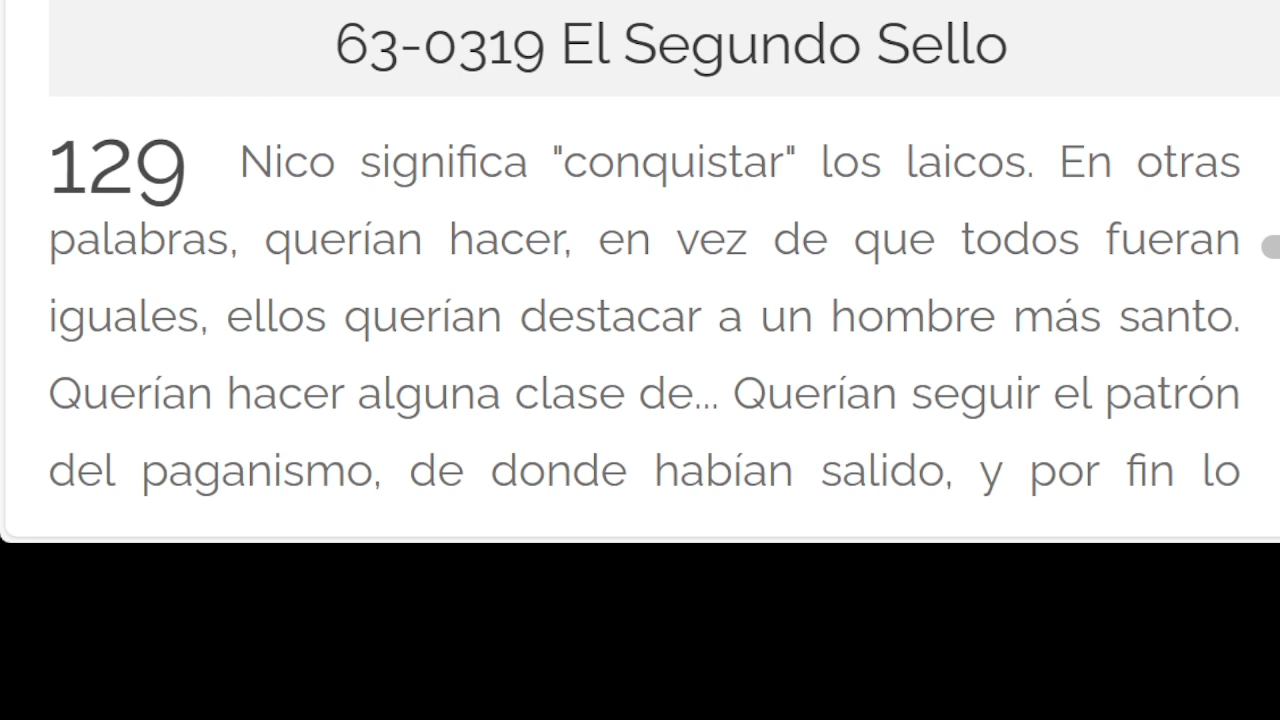 63-0319 El Segundo Sello
129 Nico significa "conquistar" los laicos. En otras
palabras, querían hacer, en vez de que todos fueran
iguales, ellos querían destacar a un hombre más santo.
Querían hacer alguna clase de... Querían seguir el patrón
del paganismo, de donde habían salido, y por fin lo